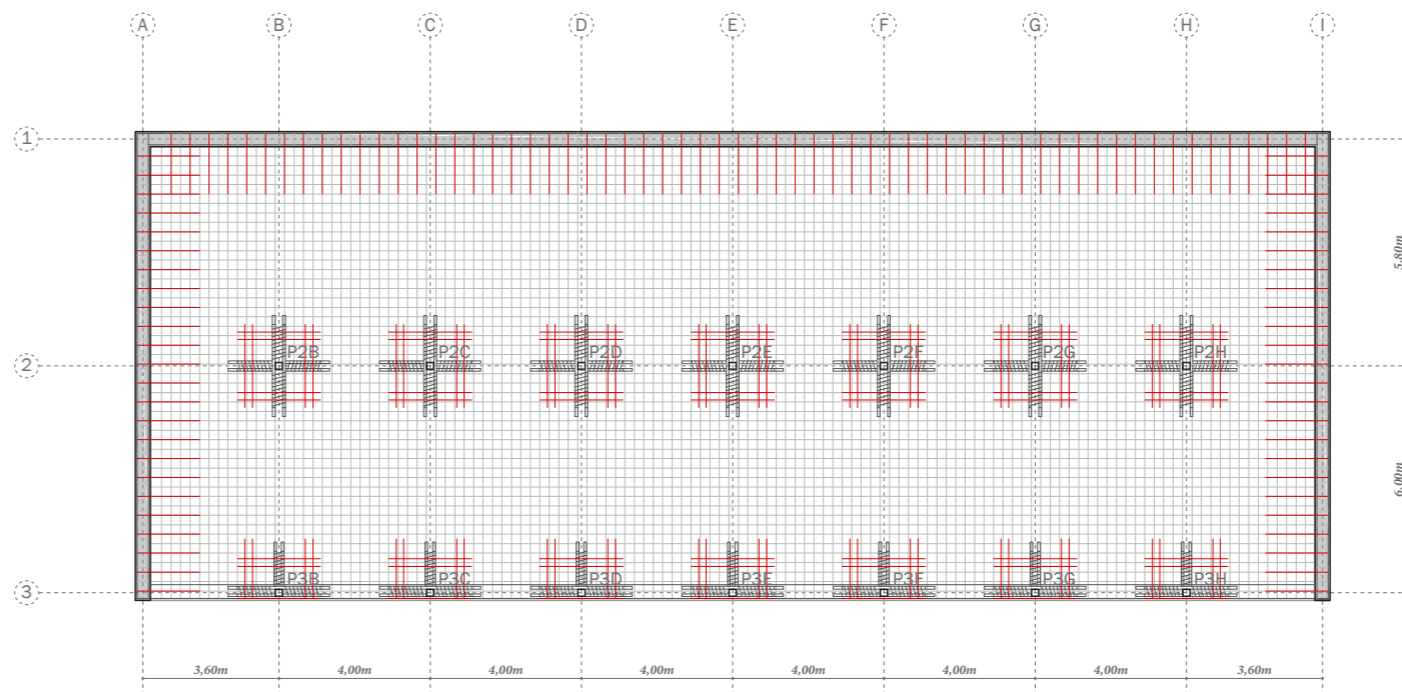 A B C D E F G H I
1
5.80m
P2B P2C P2D P2E P2F P2G P2H
2
6.00m
P3B P3C P3D P3E P3F P3G P3H
3
3,60m 4,00m 4,00m 4,00m 4,00m 4,00m 4,00m 3,60m